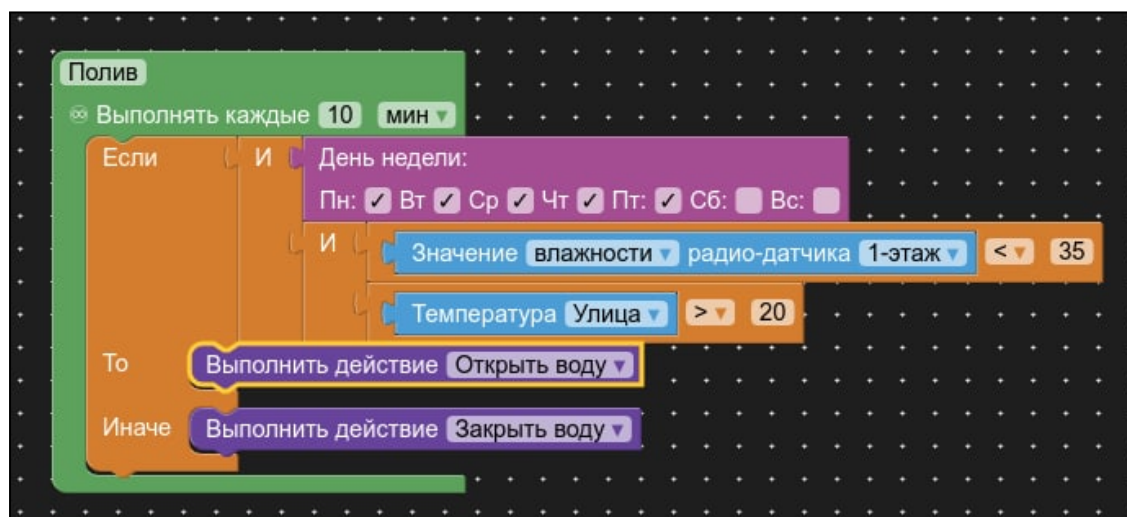 Полив
Выполнять каждые 10 мин
Если И День недели:
Пн: Вт Ср Чт Пт: Сб: Вс:
И Значение влажности радио-датчика 1-этаж < 35
Температура Улица > 20
То Выполнить действие Открыть воду
Иначе Выполнить действие Закрыть воду